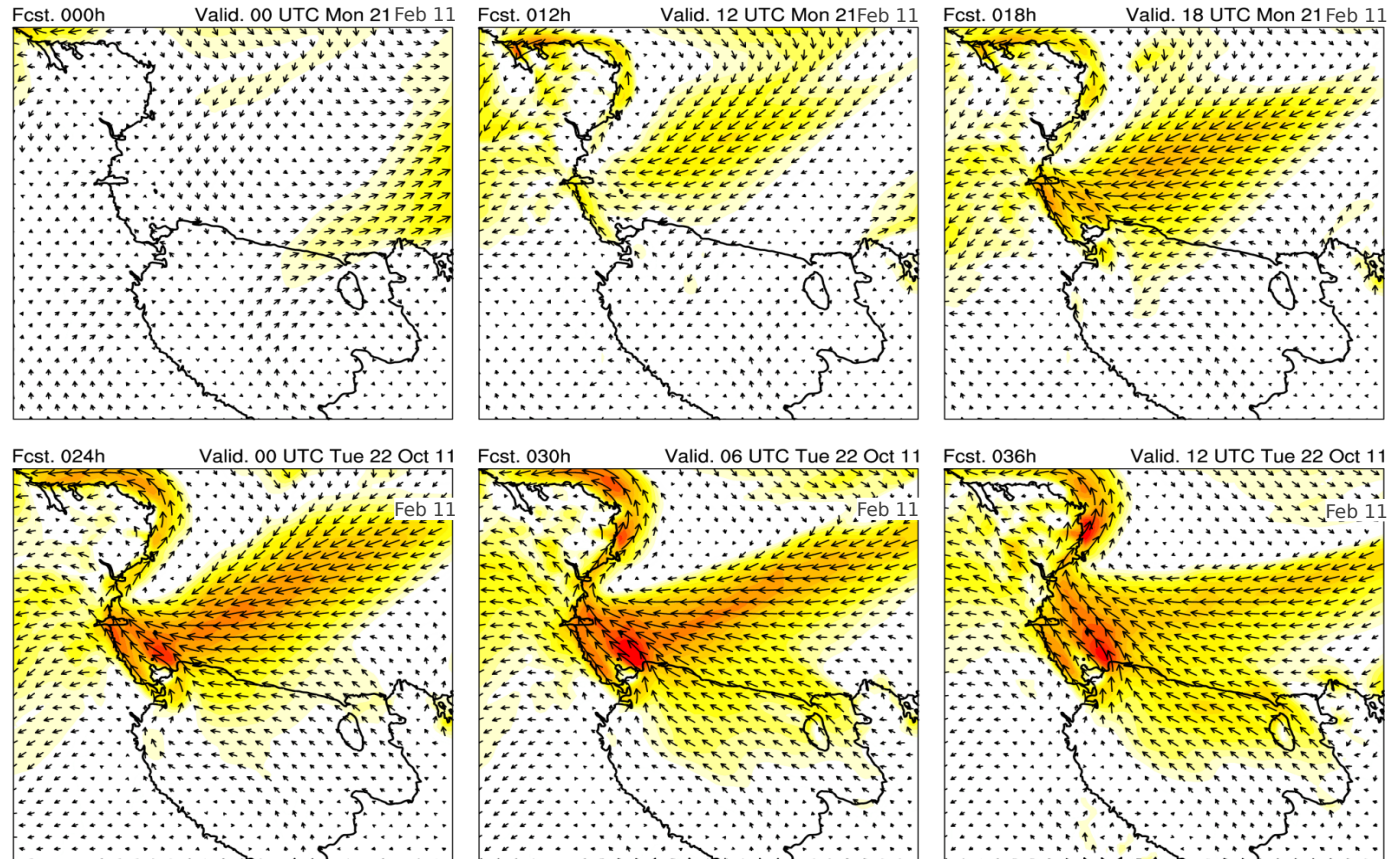 Fcst. 000h Valid. 00 UTC Mon 21 Feb 11
Fcst. 012h Valid. 12 UTC Mon 21 Feb 11
Fcst. 018h Valid. 18 UTC Mon 21 Feb 11
Fcst. 024h Valid. 00 UTC Tue 22 Oct 11
Feb 11
Fcst. 030h Valid. 06 UTC Tue 22 Oct 11
Feb 11
Fcst. 036h Valid. 12 UTC Tue 22 Oct 11
Feb 11